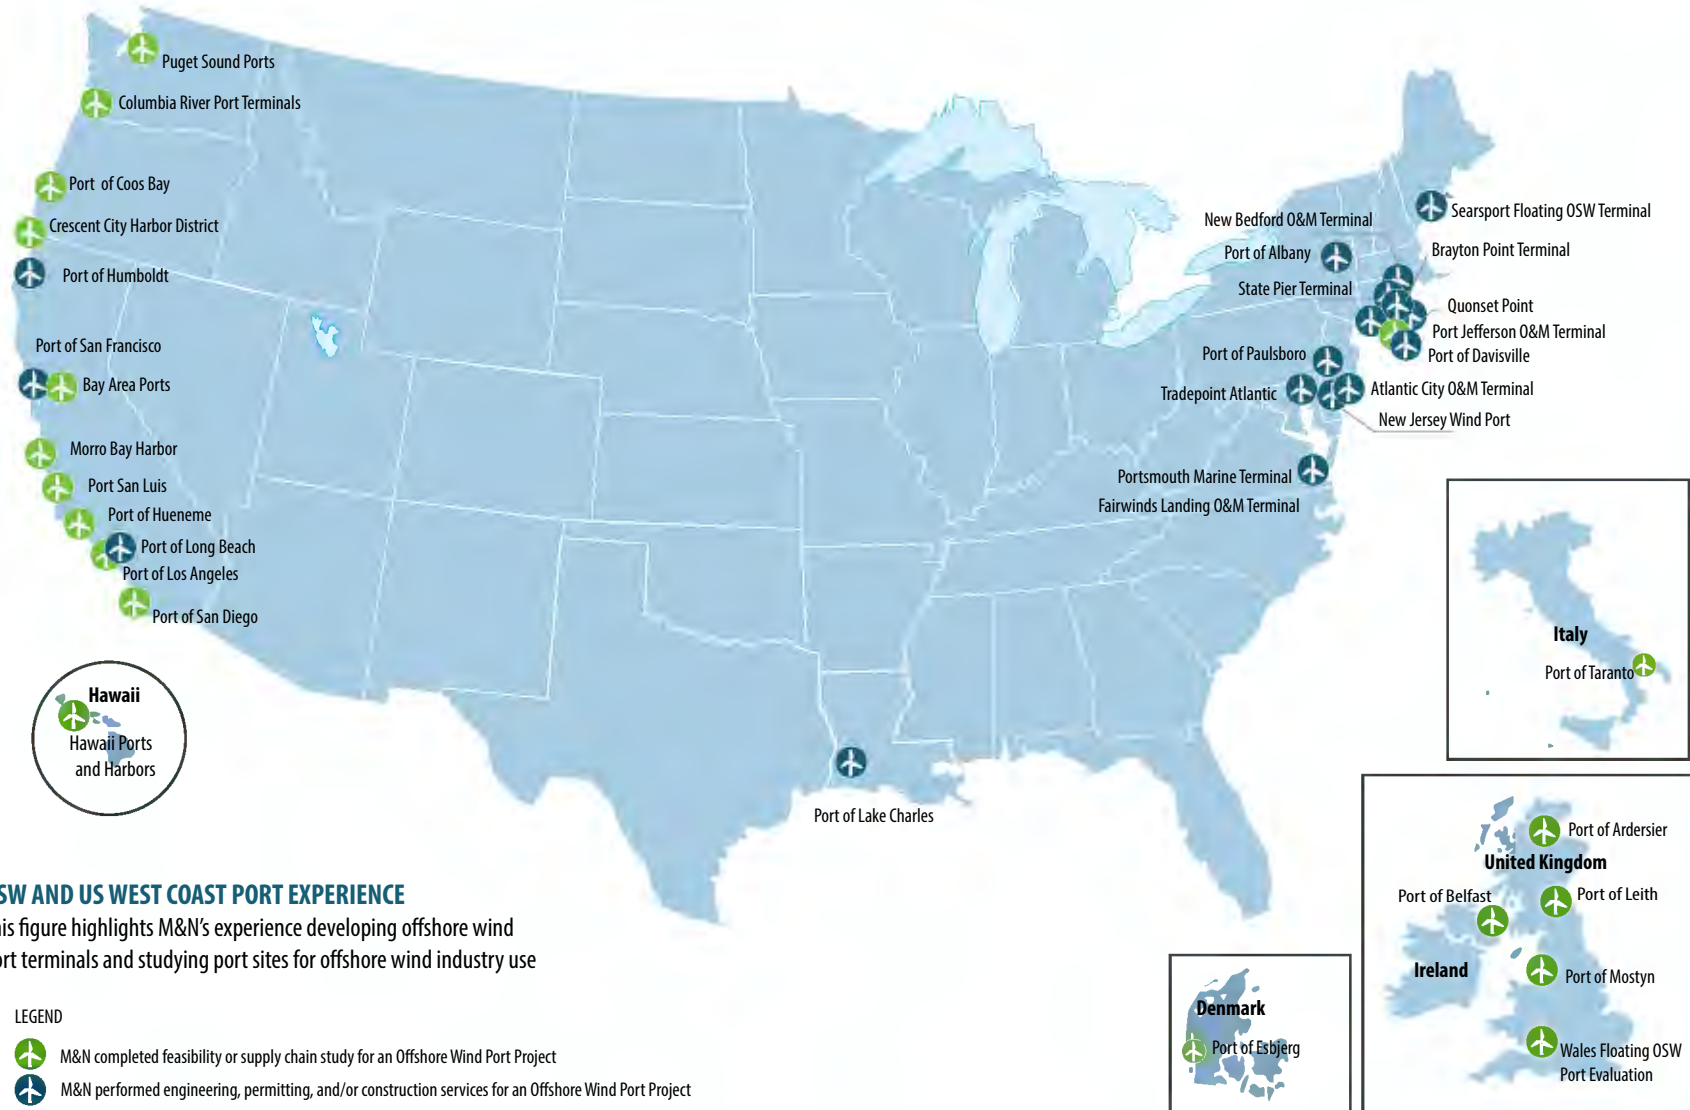 Puget Sound Ports
Columbia River Port Terminals
Port of Coos Bay
Crescent City Harbor District
Port of Humboldt
Port of San Francisco
Bay Area Ports
Morro Bay Harbor
Port San Luis
Port of Hueneme
Port of Long Beach
Port of Los Angeles
Port of San Diego
Hawaii
Hawaii Ports
and Harbors
Port of Lake Charles
New Bedford O&M Terminal
Searsport Floating OSW Terminal
Port of Albany
Brayton Point Terminal
State Pier Terminal
Quonset Point
Port Jefferson O&M Terminal
Port of Davisville
Port of Paulsboro
Tradepoint Atlantic
Atlantic City O&M Terminal
New Jersey Wind Port
Portsmouth Marine Terminal
Fairwinds Landing O&M Terminal
Italy
Port of Taranto
Port of Ardersier
United Kingdom
Port of Belfast
Port of Leith
Ireland
Port of Mostyn
Wales Floating OSW
Port Evaluation
Denmark
Port of Esbjerg
SW AND US WEST COAST PORT EXPERIENCE
is figure highlights M&N's experience developing offshore wind
ort terminals and studying port sites for offshore wind industry use
LEGEND
M&N completed feasibility or supply chain study for an Offshore Wind Port Project
M&N performed engineering, permitting, and/or construction services for an Offshore Wind Port Project